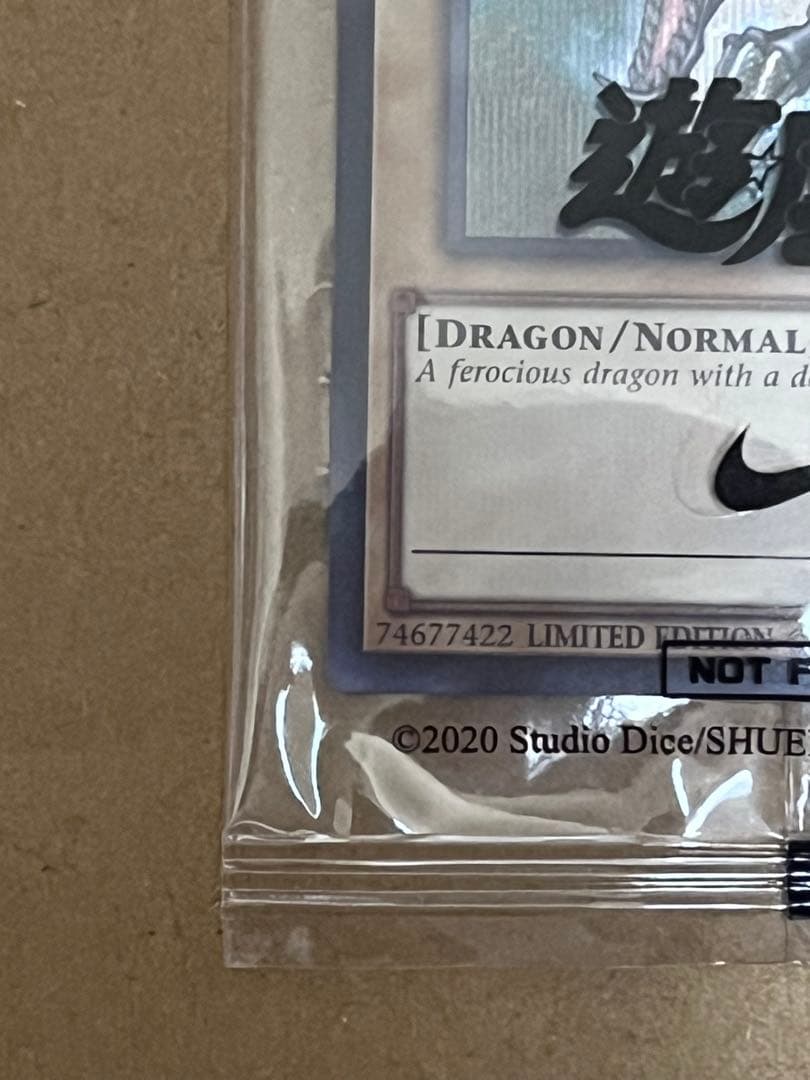 遊
[DRAGON/NORMAL
A ferocious dragon with a
74677422 LIMITED EDITION
NOT
©2020 Studio Dice/SHUE